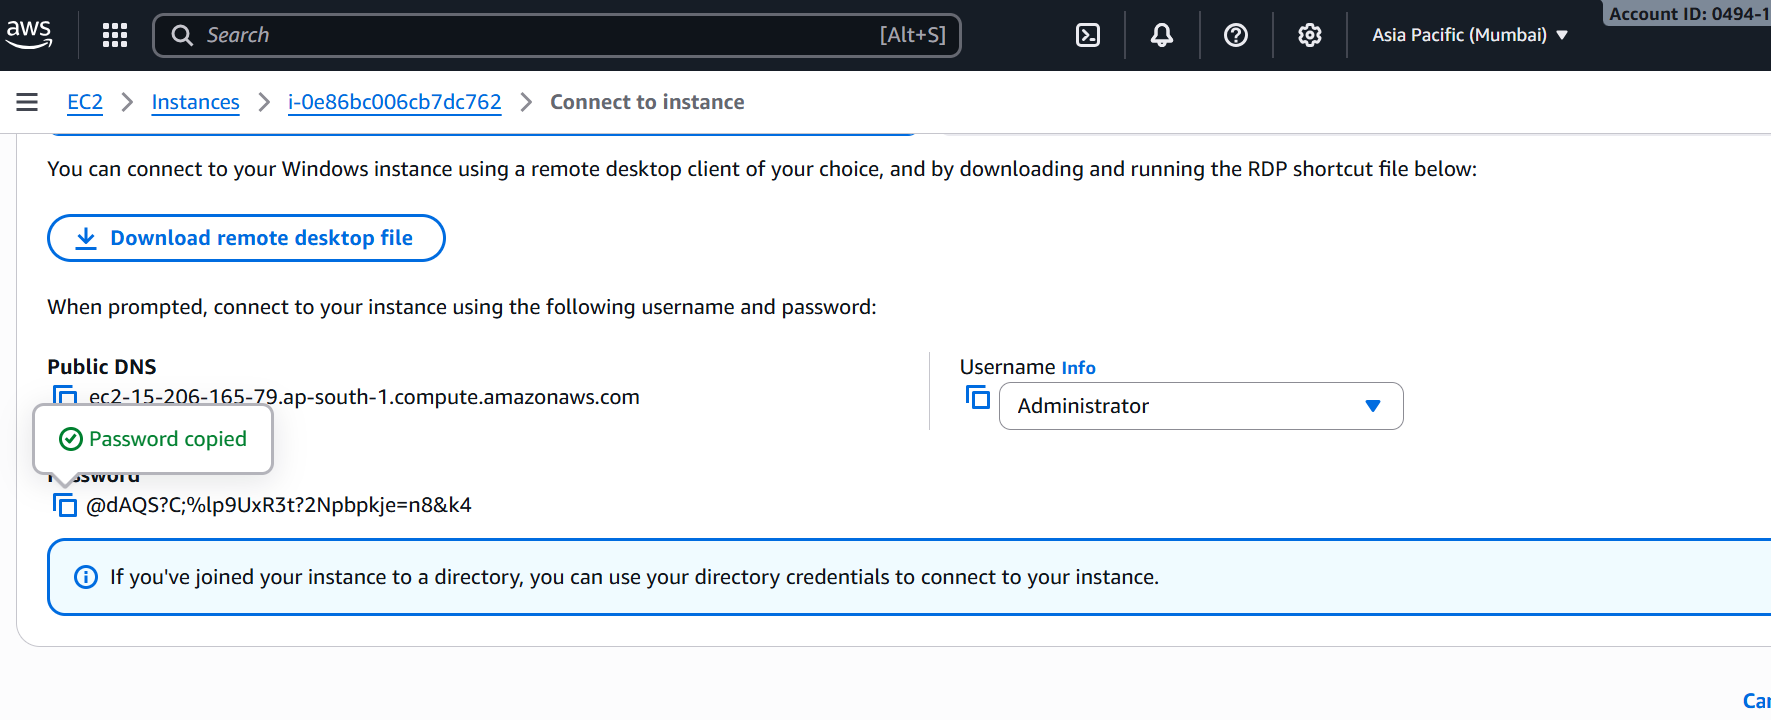 aws
Search [Alt+S]
Asia Pacific (Mumbai)
Account ID: 0494-1
EC2 Instances i-0e86bc006cb7dc762 Connect to instance
You can connect to your Windows instance using a remote desktop client of your choice, and by downloading and running the RDP shortcut file below:
Download remote desktop file
When prompted, connect to your instance using the following username and password:
Public DNS
ec2-15-206-165-79.ap-south-1.compute.amazonaws.com
Username Info
Administrator
Password copied
Password
@dAQS?C;%lp9UxR3t?2Npbpkje=n8&k4
If you've joined your instance to a directory, you can use your directory credentials to connect to your instance.